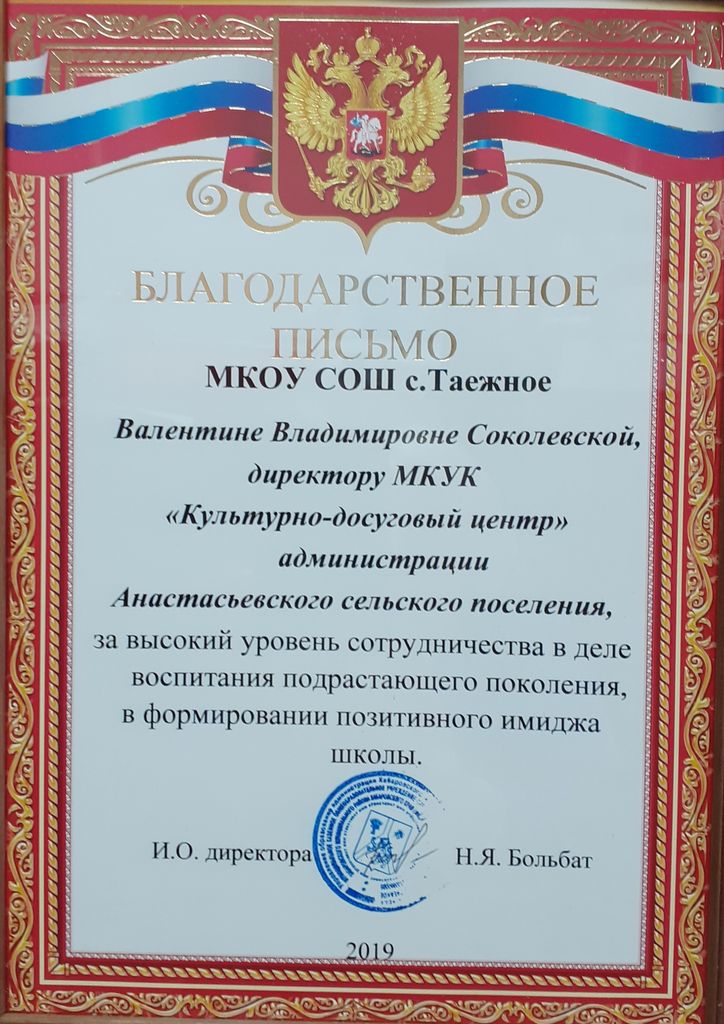 БЛАГОДАРСТВЕННОЕ
ПИСЬМО
МКОУ СОШ с.Таежное
Валентине Владимировне Соколевской,
директору МКУК
«Культурно-досуговый центр»
администрации
Анастасьевского сельского поселения,
за высокий уровень сотрудничества в деле
воспитания подрастающего поколения,
в формировании позитивного имиджа
школы.
И.О. директора Н.Я. Больбат
2019